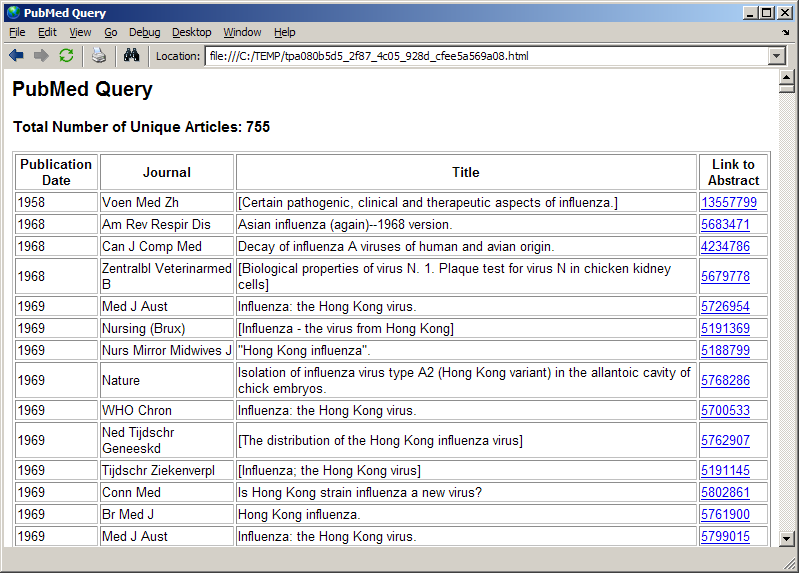 PubMed Query
File Edit View Go Debug Desktop Window Help
Location: file:///C:/TEMP/tpa080b5d5_2f87_4c05_928d_cfee5a569a08.html
PubMed Query
Total Number of Unique Articles: 755
Publication Date Journal Title Link to Abstract
1958 Voen Med Zh [Certain pathogenic, clinical and therapeutic aspects of influenza.] 13557799
1968 Am Rev Respir Dis Asian influenza (again)--1968 version. 5683471
1968 Can J Comp Med Decay of influenza A viruses of human and avian origin. 4234786
1968 Zentralbl Veterinarmed B [Biological properties of virus N. 1. Plaque test for virus N in chicken kidney cells] 5679778
1969 Med J Aust Influenza: the Hong Kong virus. 5726954
1969 Nursing (Brux) [Influenza - the virus from Hong Kong] 5191369
1969 Nurs Mirror Midwives J "Hong Kong influenza". 5188799
1969 Nature Isolation of influenza virus type A2 (Hong Kong variant) in the allantoic cavity of chick embryos. 5768286
1969 WHO Chron Influenza: the Hong Kong virus. 5700533
1969 Ned Tijdschr Geneeskd [The distribution of the Hong Kong influenza virus] 5762907
1969 Tijdschr Ziekenverpl [Influenza; the Hong Kong virus] 5191145
1969 Conn Med Is Hong Kong strain influenza a new virus? 5802861
1969 Br Med J Hong Kong influenza. 5761900
1969 Med J Aust Influenza: the Hong Kong virus. 5799015